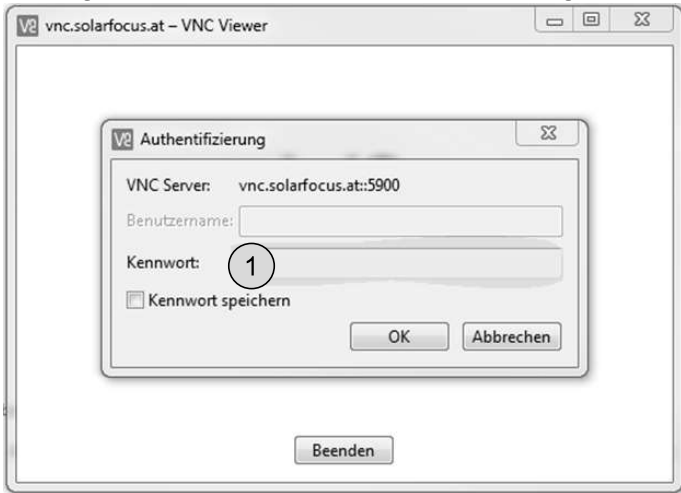 vnc.solarfocus.at – VNC Viewer
Authentifizierung
VNC Server: vnc.solarfocus.at::5900
Benutzername:
Kennwort: 1
Kennwort speichern
OK Abbrechen
Beenden